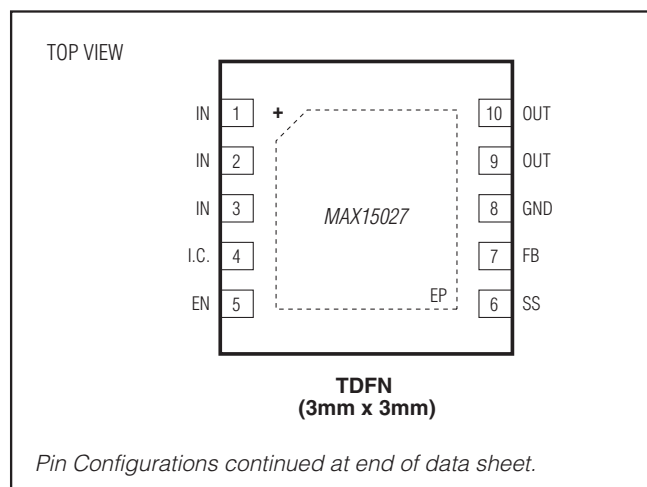 TOP VIEW
IN 1 + 10 OUT
IN 2 9 OUT
IN 3 MAX15027 8 GND
I.C. 4 7 FB
EN 5 EP 6 SS
TDFN
(3mm x 3mm)
Pin Configurations continued at end of data sheet.